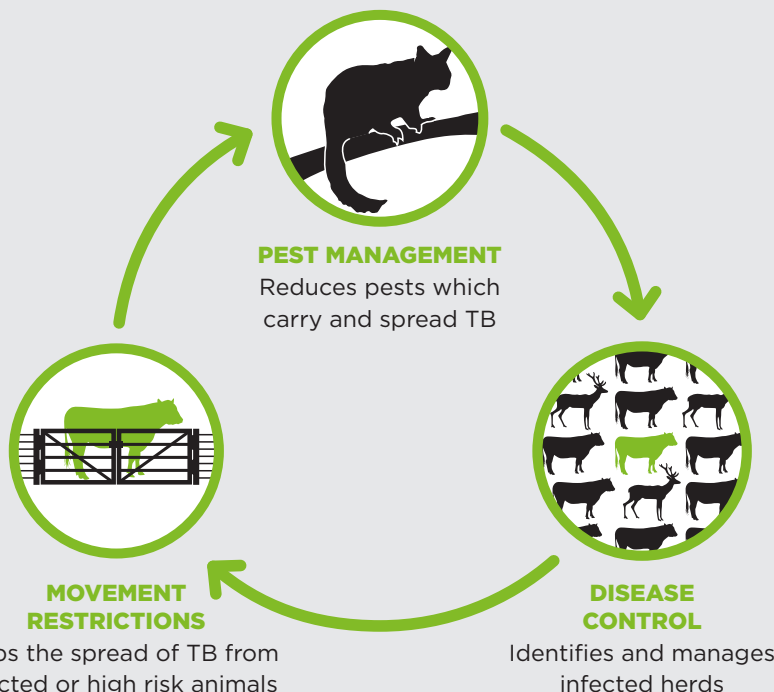 PEST MANAGEMENT
Reduces pests which
carry and spread TB
MOVEMENT
RESTRICTIONS
the spread of TB from
or high risk animals
DISEASE
CONTROL
Identifies and manages
infected herds